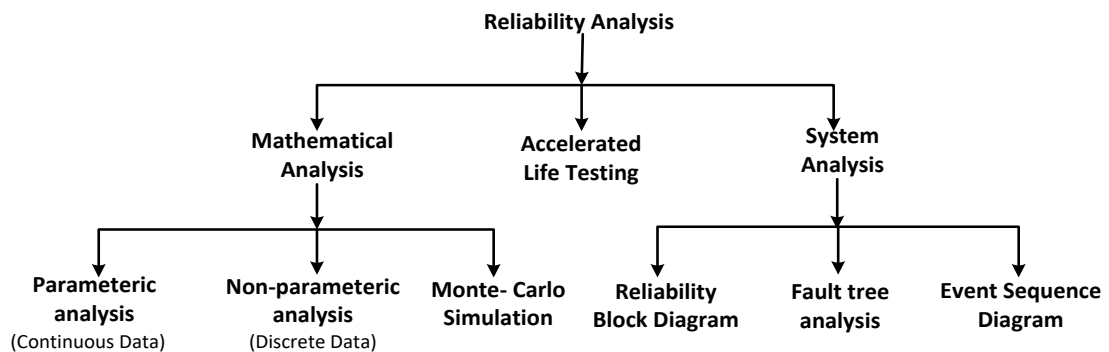 Reliability Analysis
Mathematical
Analysis
Accelerated
Life Testing
System
Analysis
Parameteric
analysis
(Continuous Data)
Non-parameteric
analysis
(Discrete Data)
Monte- Carlo
Simulation
Reliability
Block Diagram
Fault tree
analysis
Event Sequence
Diagram